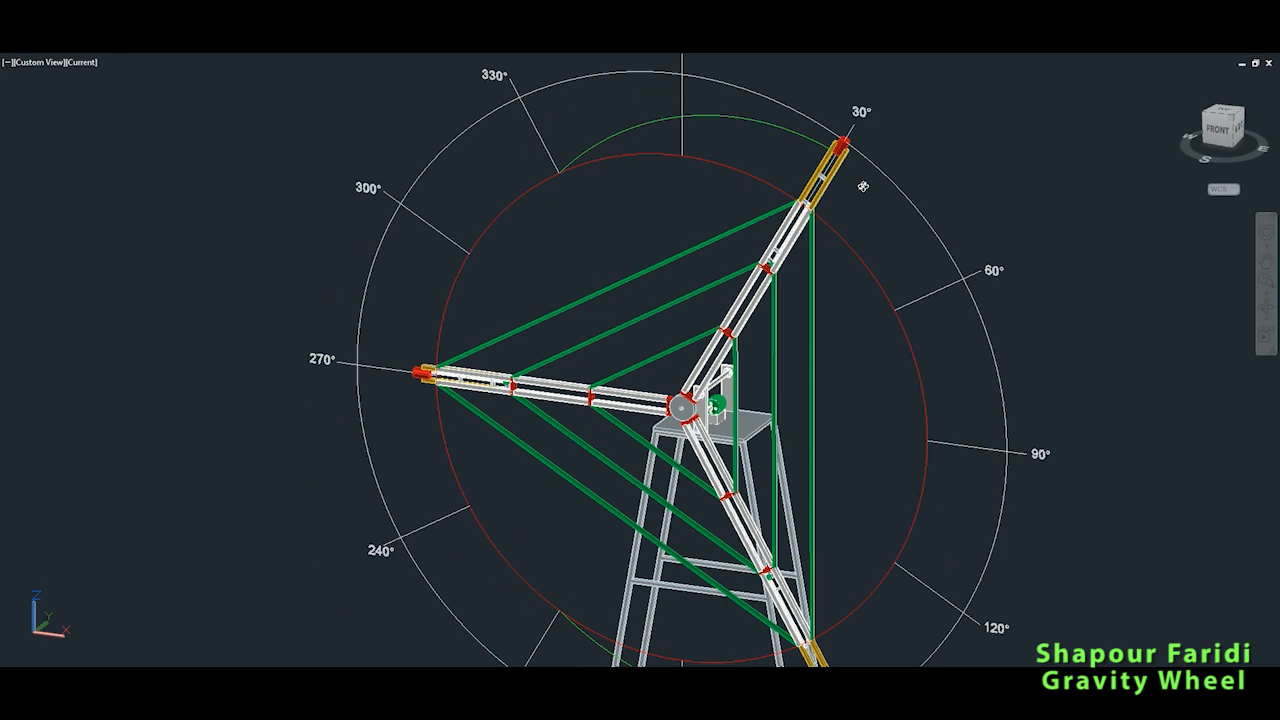 [−][Custom View][Current]
330°
30°
FRONT
E
S
300°
WCS
60°
270°
90°
240°
Z
Y
X
120°
Shapour Faridi
Gravity Wheel